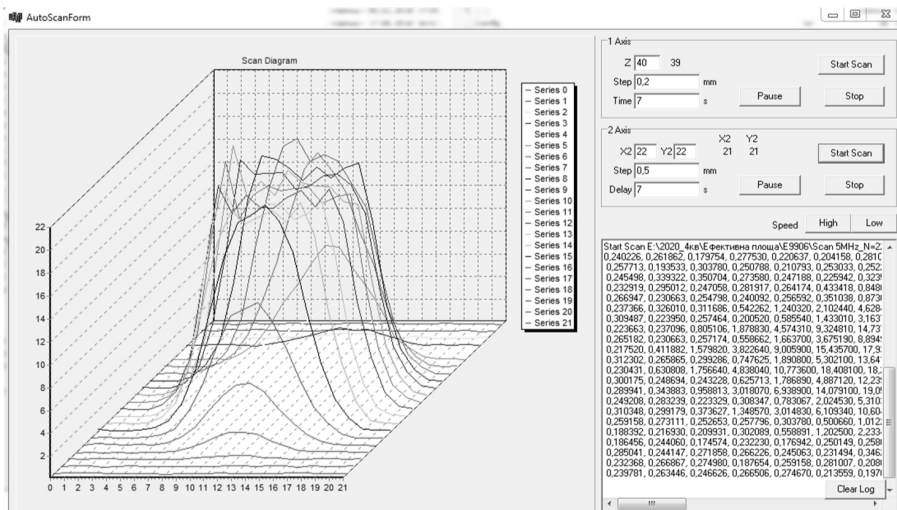 AutoScanForm
Scan Diagram
22
20
18
16
14
12
10
8
6
4
2
0 1 2 3 4 5 6 7 8 9 10 11 12 13 14 15 16 17 18 19 20 21
Series 0
Series 1
Series 2
Series 3
Series 4
Series 5
Series 6
Series 7
Series 8
Series 9
Series 10
Series 11
Series 12
Series 13
Series 14
Series 15
Series 16
Series 17
Series 18
Series 19
Series 20
Series 21
1 Axis
Z 40 39
Start Scan
Step 0,2 mm
Time 7 s
Pause
Stop
2 Axis
X2 Y2
X2 22 Y2 22 21 21
Start Scan
Step 0,5 mm
Delay 7 s
Pause
Stop
Speed High Low
Start Scan E:\2020_4кв\Ефективна площа\E9906\Scan 5MHz_N=2
0,240226, 0,261862, 0,179754, 0,277530, 0,220637, 0,204158, 0,2810
0,257713, 0,193533, 0,303780, 0,250788, 0,210793, 0,253033, 0,252
0,245498, 0,339322, 0,350704, 0,273580, 0,247188, 0,225942, 0,323
0,232919, 0,295012, 0,247058, 0,281917, 0,264174, 0,433418, 0,848
0,266947, 0,230663, 0,254798, 0,240092, 0,256592, 0,351038, 0,873
0,237366, 0,326010, 0,311686, 0,542262, 1,240320, 2,102440, 4,628
0,309487, 0,223950, 0,257464, 0,200520, 0,585540, 1,433010, 3,163
0,223663, 0,237096, 0,805106, 1,878830, 4,574310, 9,324810, 14,73
0,265182, 0,230663, 0,257174, 0,558662, 1,663700, 3,675190, 8,894
0,217520, 0,411882, 1,579820, 3,822640, 9,005900, 15,435700, 17,9
0,312302, 0,265865, 0,299286, 0,747625, 1,890800, 5,302100, 13,64
0,230431, 0,630808, 1,756640, 4,838040, 10,773600, 18,408100, 18,
0,300175, 0,248694, 0,243228, 0,625713, 1,786890, 4,887120, 12,23
0,289941, 0,343883, 0,958813, 3,018070, 6,938900, 14,079100, 19,0
0,249208, 0,283239, 0,223329, 0,308347, 0,783067, 2,024530, 5,310
0,310348, 0,299179, 0,373627, 1,348570, 3,014830, 6,109340, 10,60
0,259158, 0,273111, 0,252653, 0,257796, 0,303780, 0,500660, 1,012
0,188392, 0,216930, 0,209931, 0,302089, 0,558891, 1,202500, 2,233
0,186456, 0,244060, 0,174574, 0,232230, 0,176942, 0,250149, 0,258
0,285041, 0,244147, 0,271858, 0,266226, 0,245063, 0,231494, 0,346
0,232368, 0,266867, 0,274980, 0,187654, 0,259158, 0,281007, 0,208
0,239781, 0,263446, 0,246626, 0,266506, 0,274670, 0,213559, 0,197
Clear Log